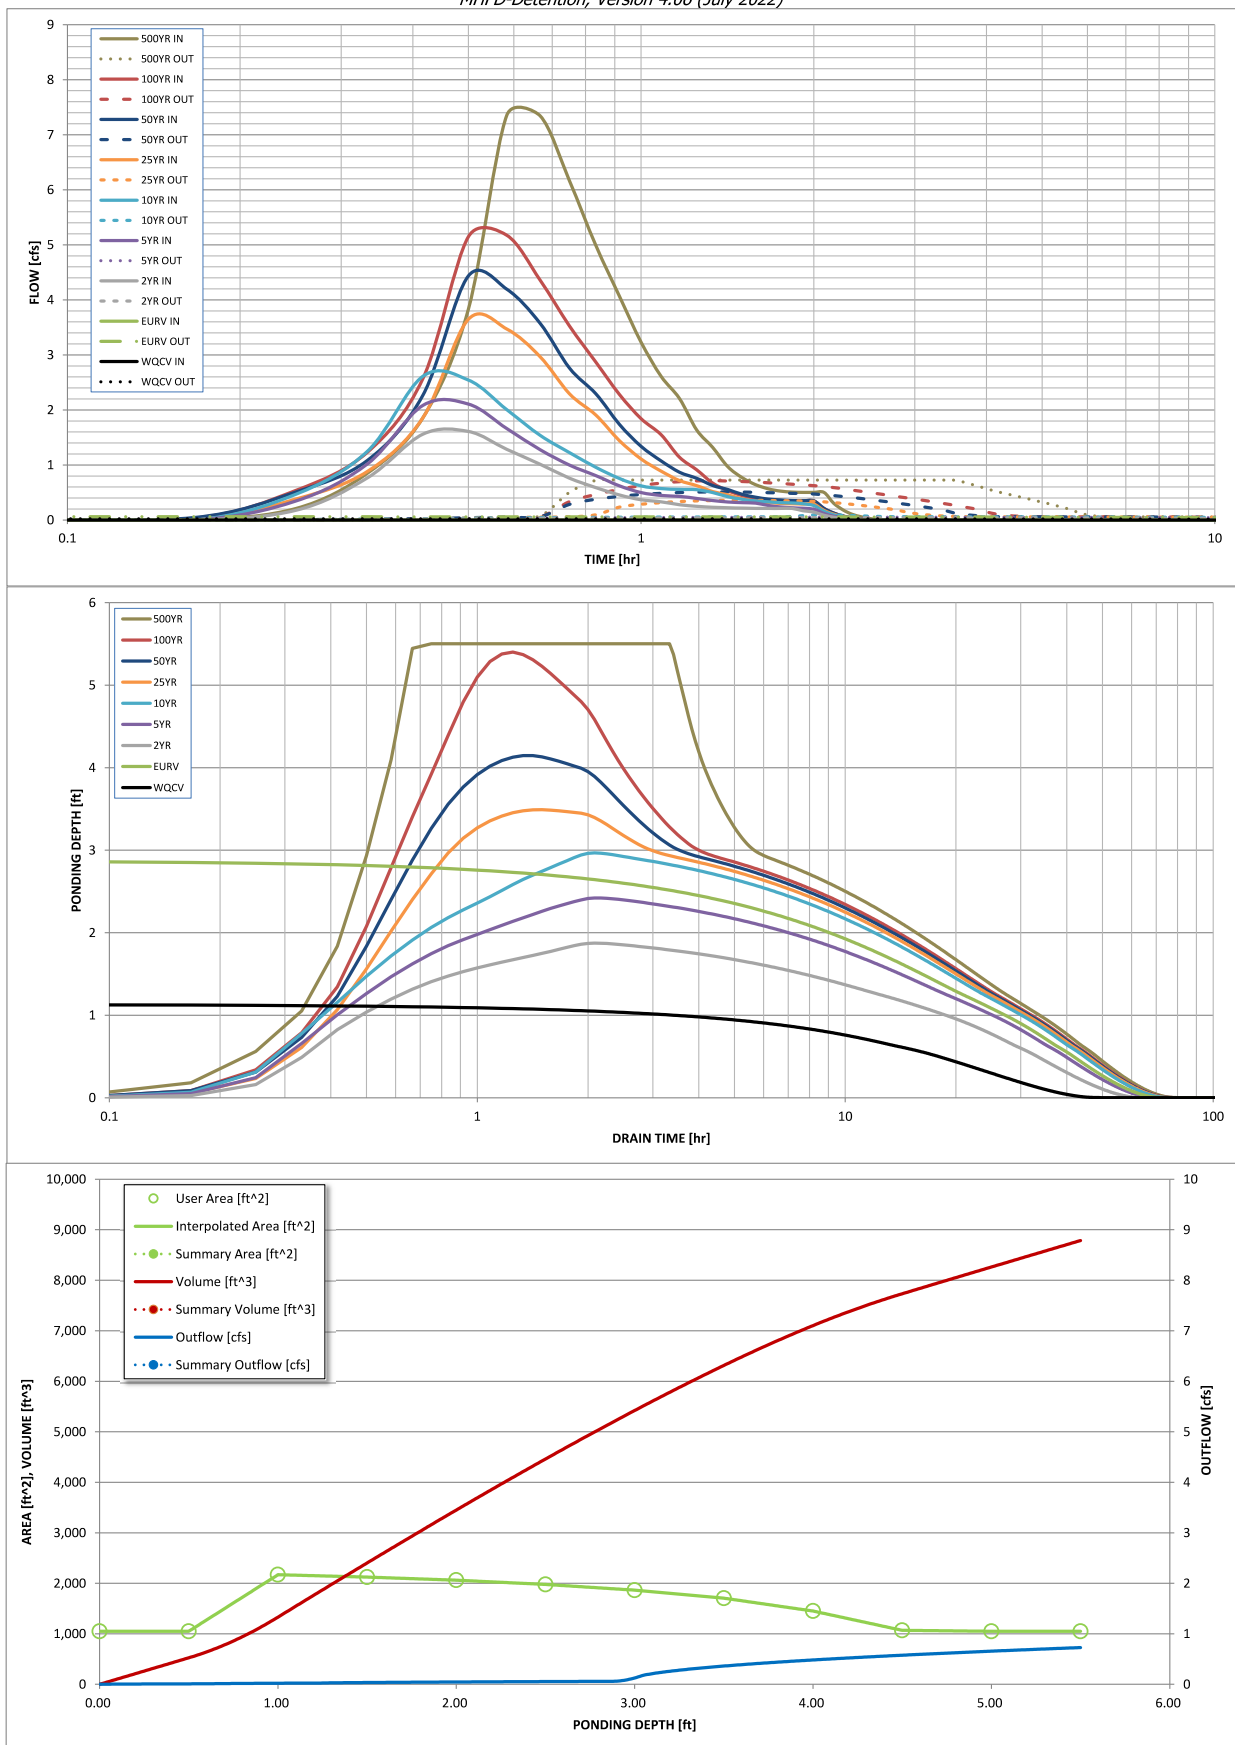 MHFD-Detention, Version 4.06 (July 2022)
9
8
7
6
5
4
3
2
1
0
FLOW [cfs]
500YR IN
500YR OUT
100YR IN
100YR OUT
50YR IN
50YR OUT
25YR IN
25YR OUT
10YR IN
10YR OUT
5YR IN
5YR OUT
2YR IN
2YR OUT
EURV IN
EURV OUT
WQCV IN
WQCV OUT
0.1
1
10
TIME [hr]
6
5
4
3
2
1
0
PONDING DEPTH [ft]
500YR
100YR
50YR
25YR
10YR
5YR
2YR
EURV
WQCV
0.1
1
10
100
DRAIN TIME [hr]
10,000
9,000
8,000
7,000
6,000
5,000
4,000
3,000
2,000
1,000
0
AREA [ft^2], VOLUME [ft^3]
User Area [ft^2]
Interpolated Area [ft^2]
Summary Area [ft^2]
Volume [ft^3]
Summary Volume [ft^3]
Outflow [cfs]
Summary Outflow [cfs]
10
9
8
7
6
5
4
3
2
1
0
OUTFLOW [cfs]
0.00
1.00
2.00
3.00
4.00
5.00
6.00
PONDING DEPTH [ft]